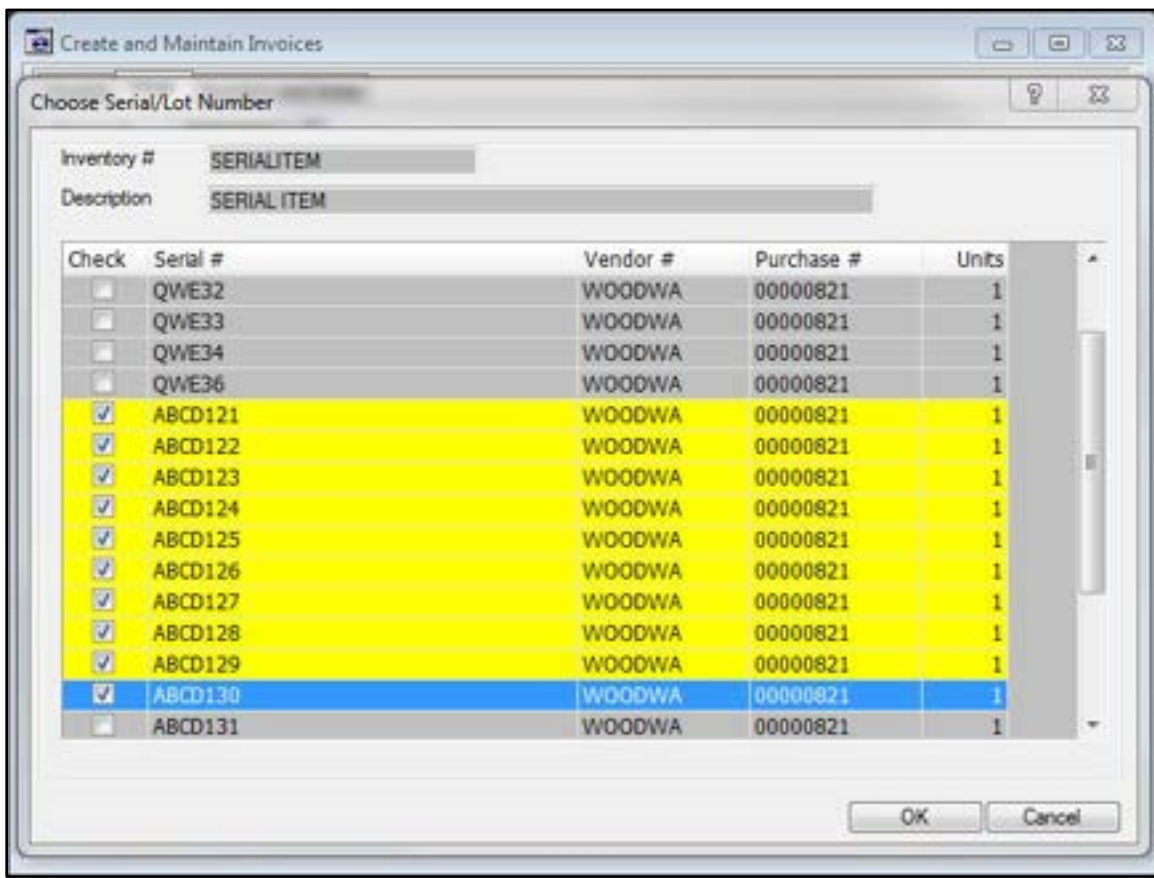 Create and Maintain Invoices
Choose Serial/Lot Number
Inventory # SERIALITEM
Description SERIAL ITEM
Check Serial # Vendor # Purchase # Units
QWE32 WOODWA 00000821 1
QWE33 WOODWA 00000821 1
QWE34 WOODWA 00000821 1
QWE36 WOODWA 00000821 1
ABCD121 WOODWA 00000821 1
ABCD122 WOODWA 00000821 1
ABCD123 WOODWA 00000821 1
ABCD124 WOODWA 00000821 1
ABCD125 WOODWA 00000821 1
ABCD126 WOODWA 00000821 1
ABCD127 WOODWA 00000821 1
ABCD128 WOODWA 00000821 1
ABCD129 WOODWA 00000821 1
ABCD130 WOODWA 00000821 1
ABCD131 WOODWA 00000821 1
OK Cancel